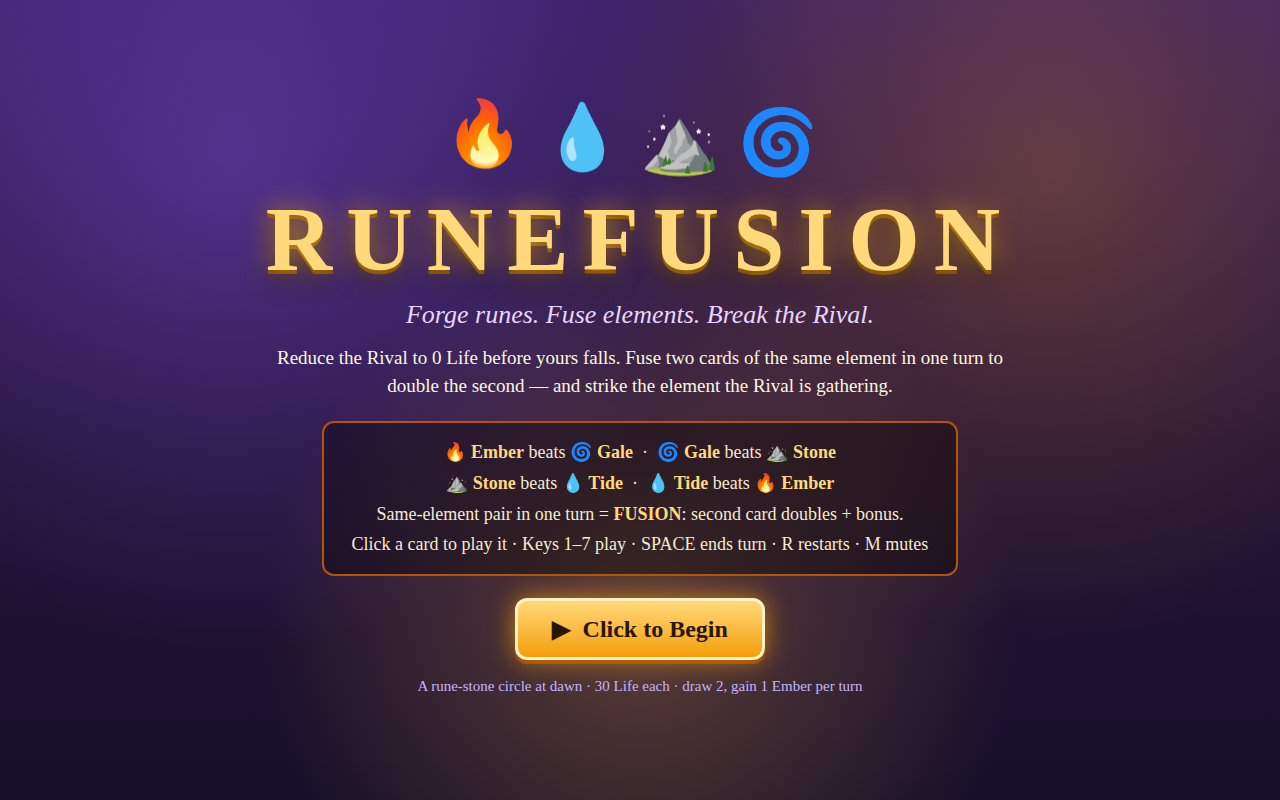 RUNEFUSION
Forge runes. Fuse elements. Break the Rival.
Reduce the Rival to 0 Life before yours falls. Fuse two cards of the same element in one turn to
double the second — and strike the element the Rival is gathering.
🔥 Ember beats 🌀 Gale · 🌀 Gale beats ⛰️ Stone
⛰️ Stone beats 💧 Tide · 💧 Tide beats 🔥 Ember
Same-element pair in one turn = FUSION: second card doubles + bonus.
Click a card to play it · Keys 1–7 play · SPACE ends turn · R restarts · M mutes
▶ Click to Begin
A rune-stone circle at dawn · 30 Life each · draw 2, gain 1 Ember per turn